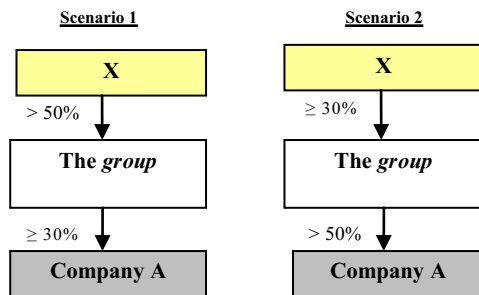 Scenario 1
X
> 50%
The group
≥ 30%
Company A
Scenario 2
X
≥ 30%
The group
> 50%
Company A